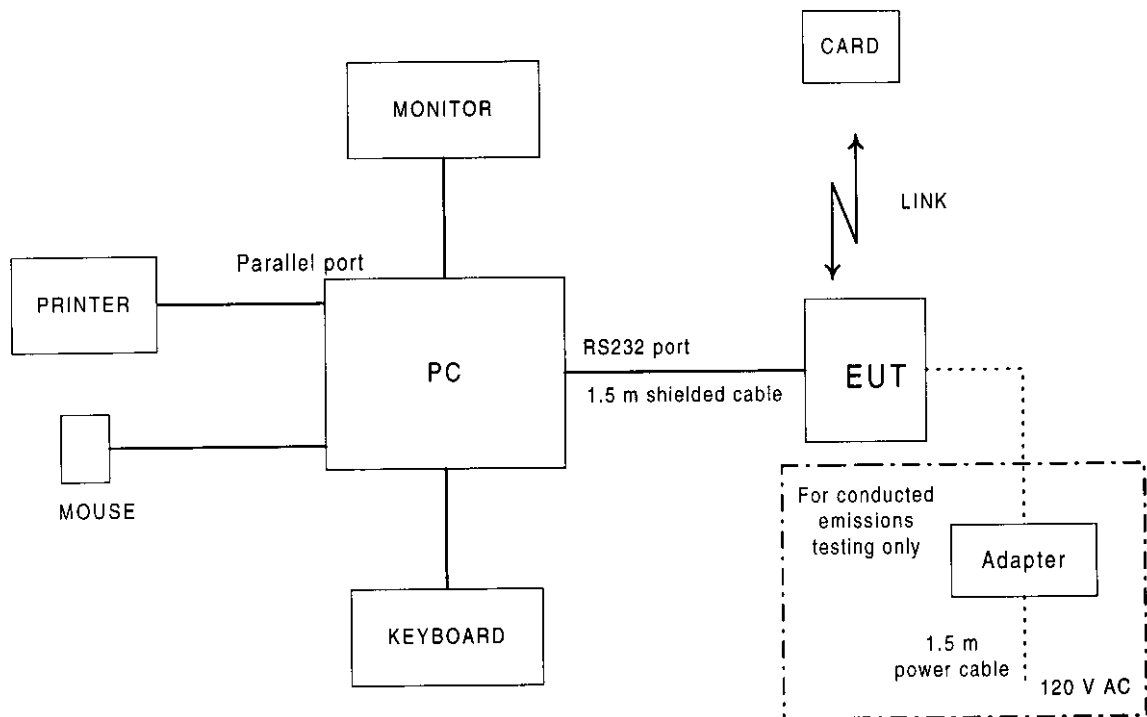 CARD
MONITOR
LINK
Parallel port
PRINTER
RS232 port
PC
EUT
1.5 m shielded cable
MOUSE
For conducted
emissions
testing only
Adapter
KEYBOARD
1.5 m
power cable
120 V AC